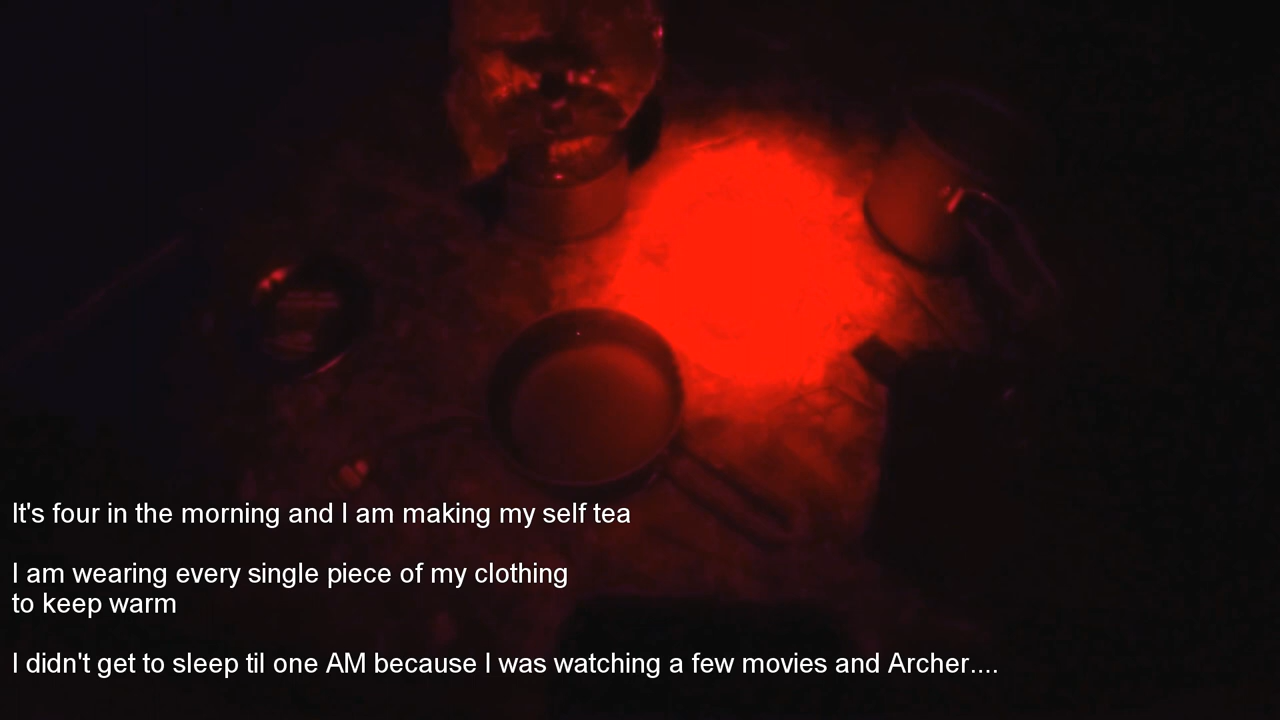 It's four in the morning and I am making my self tea
I am wearing every single piece of my clothing
to keep warm
I didn't get to sleep til one AM because I was watching a few movies and Archer....